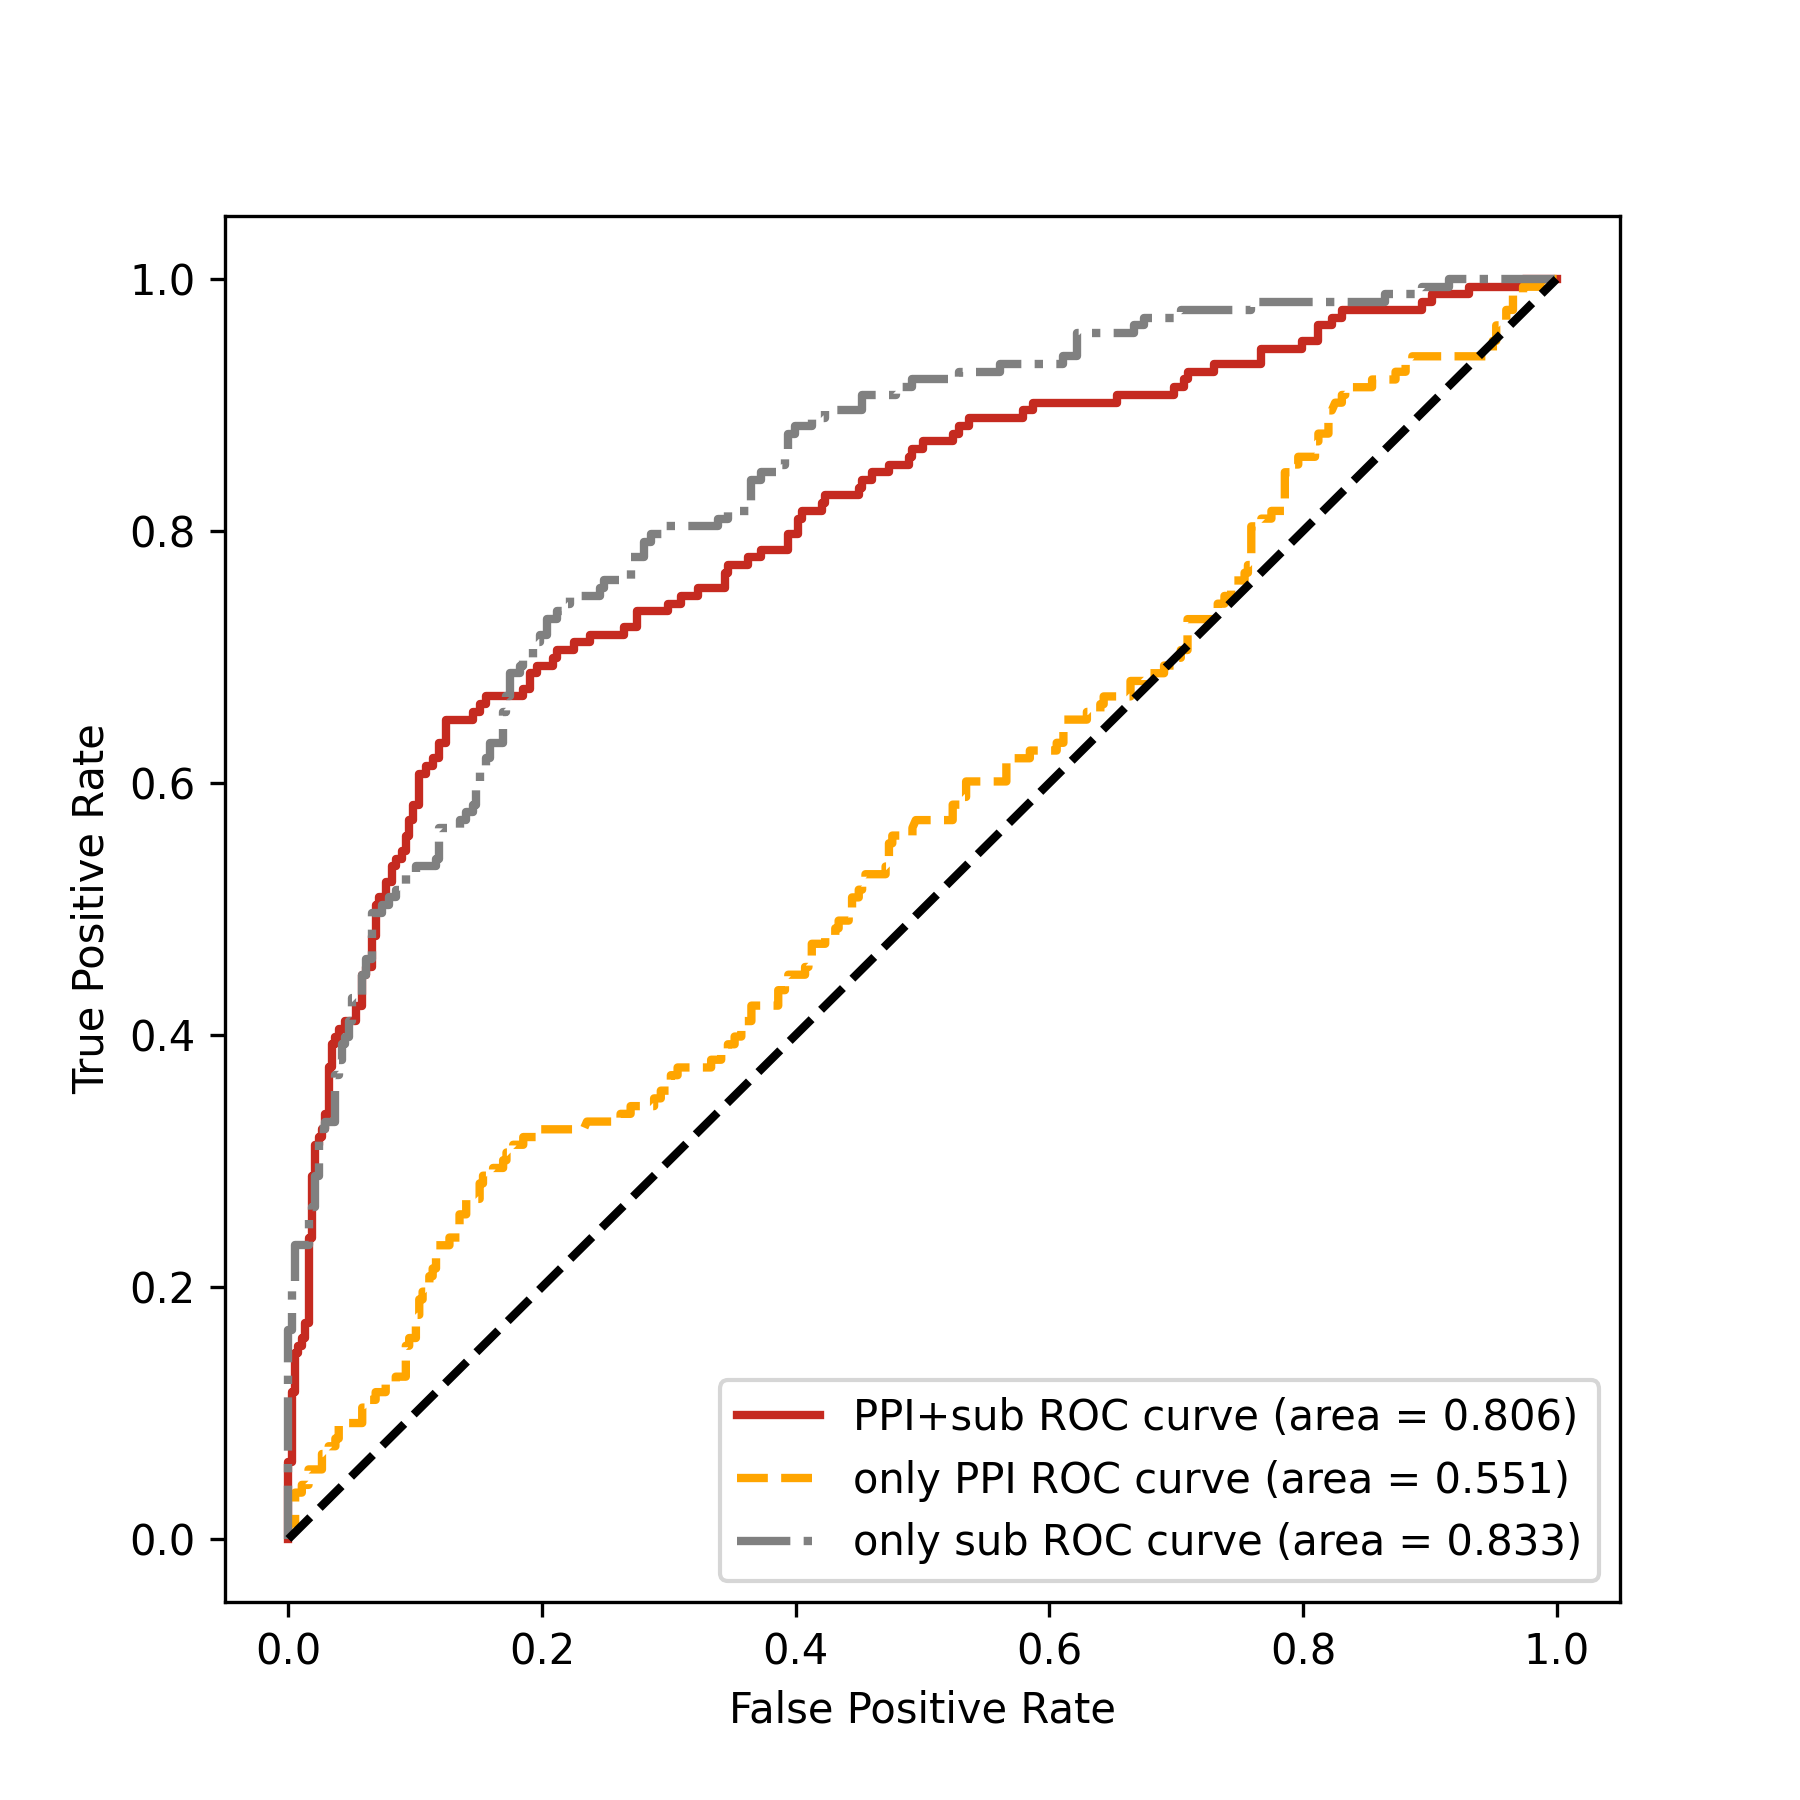 1.0
0.8
0.6
0.4
0.2
0.0
True Positive Rate
PPI+sub ROC curve (area = 0.806)
only PPI ROC curve (area = 0.551)
only sub ROC curve (area = 0.833)
0.0 0.2 0.4 0.6 0.8 1.0
False Positive Rate